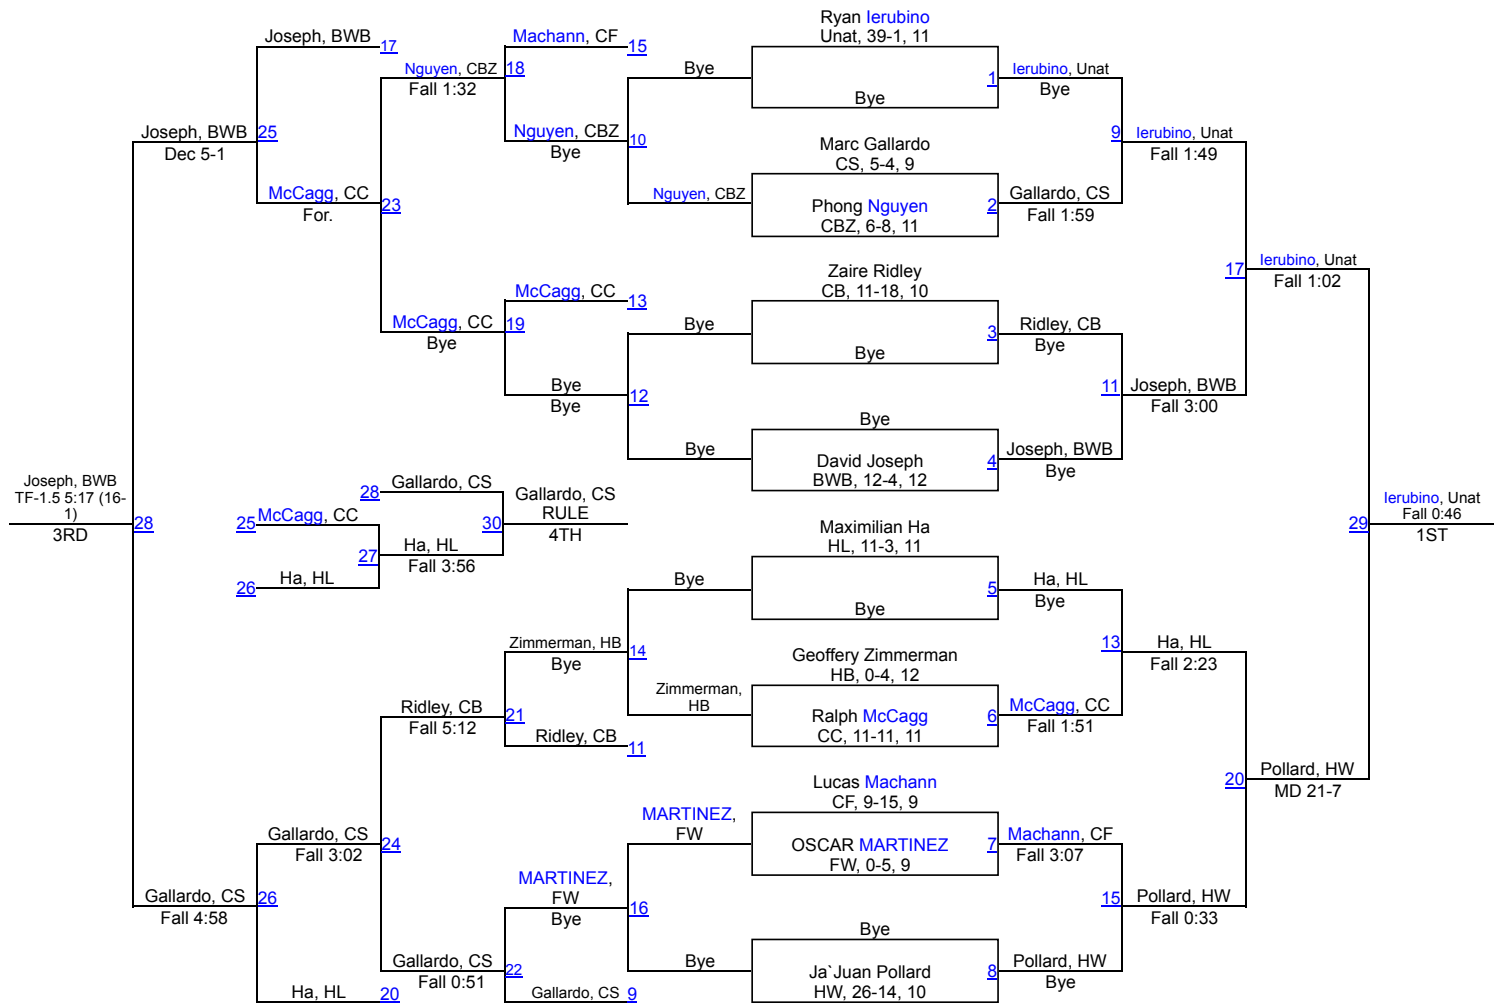 Joseph, BWB
17
Nguyen, CBZ
Fall 1:32
18
Machann, CF
15
Joseph, BWB
Dec 5-1
25
Nguyen, CBZ
Bye
10
McCagg, CC
For.
23
Bye
Nguyen, CBZ
McCagg, CC
Bye
19
McCagg, CC
13
Bye
Bye
12
Bye
Bye
Ryan Ierubino
Unat, 39-1, 11
Bye
1
Ierubino, Unat
Bye
Marc Gallardo
CS, 5-4, 9
Phong Nguyen
CBZ, 6-8, 11
2
Gallardo, CS
Fall 1:59
9
Ierubino, Unat
Fall 1:49
Zaire Ridley
CB, 11-18, 10
Bye
3
Ridley, CB
Bye
Bye
David Joseph
BWB, 12-4, 12
4
Joseph, BWB
Bye
11
Joseph, BWB
Fall 3:00
17
Ierubino, Unat
Fall 1:02
Joseph, BWB
TF-1.5 5:17 (16-
1)
3RD
28
28
Gallardo, CS
25
McCagg, CC
27
26
Ha, HL
Ha, HL
Fall 3:56
30
Gallardo, CS
RULE
4TH
29
Ierubino, Unat
Fall 0:46
1ST
Bye
Zimmerman, HB
Bye
14
Zimmerman,
HB
Ridley, CB
Fall 5:12
21
Ridley, CB
11
Gallardo, CS
Fall 3:02
24
MARTINEZ,
FW
MARTINEZ,
FW
Bye
16
Gallardo, CS
Fall 4:58
26
Gallardo, CS
Fall 0:51
22
Bye
Ha, HL
20
Gallardo, CS
9
Maximilian Ha
HL, 11-3, 11
Bye
5
Ha, HL
Bye
Geoffery Zimmerman
HB, 0-4, 12
Ralph McCagg
CC, 11-11, 11
6
McCagg, CC
Fall 1:51
13
Ha, HL
Fall 2:23
Lucas Machann
CF, 9-15, 9
OSCAR MARTINEZ
FW, 0-5, 9
7
Machann, CF
Fall 3:07
Bye
Ja`Juan Pollard
HW, 26-14, 10
8
Pollard, HW
Bye
15
Pollard, HW
Fall 0:33
20
Pollard, HW
MD 21-7